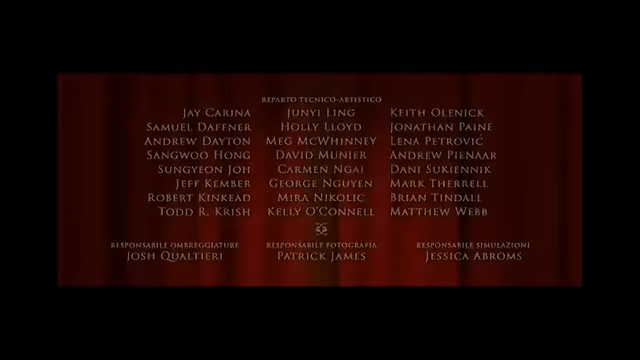 REPARTO TECNICO-ARTISTICO
JAY CARINA JUNYI LING KEITH OLENICK
SAMUEL DAFFNER HOLLY LLOYD JONATHAN PAINE
ANDREW DAYTON MEG MCWHINNEY LENA PETROVIĆ
SANGWOO HONG DAVID MUNIER ANDREW PIENAAR
SUNGYEON JOH CARMEN NGAI DANI SUKIENNIK
JEFF KEMBER GEORGE NGUYEN MARK THERRELL
ROBERT KINKEAD MIRA NIKOLIC BRIAN TINDALL
TODD R. KRISH KELLY O'CONNELL MATTHEW WEBB
RESPONSABILE OMBREGGIATURE RESPONSABILE FOTOGRAFIA RESPONSABILE SIMULAZIONI
JOSH QUALTIERI PATRICK JAMES JESSICA ABROMS